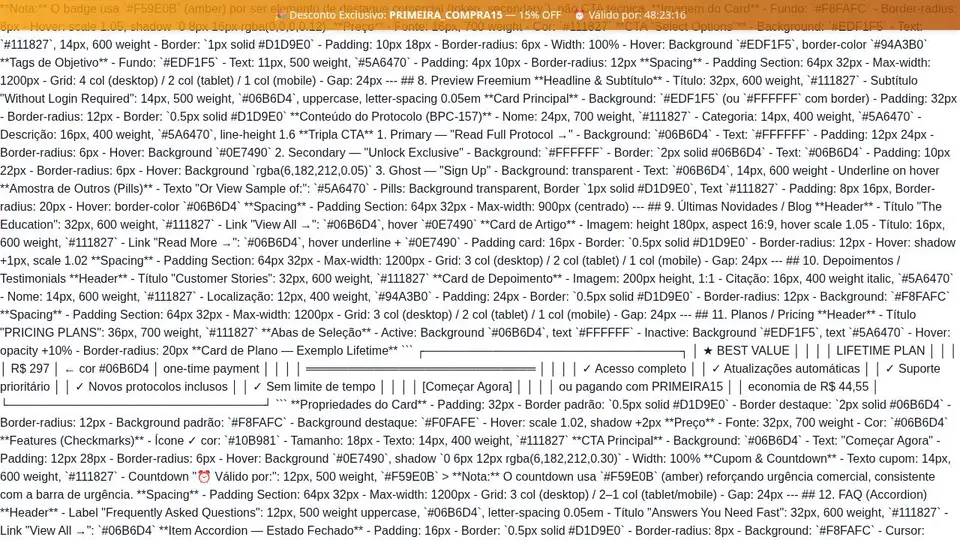 **Nota:** O badge usa `#F59E0B` (amber) por ser elemento de destaque comercial
🎉 Desconto Exclusivo: PRIMEIRA_COMPRA15 — 15% OFF ⏰ Válido por: 48:23:16
8px - Hover: scale 1.05, shadow `0 8px 16px rgba(0,0,0,0.12)` **Preço** - Fonte: 16px, 700 weight - Cor: `#111827` **CTA "Select Options"** - Background: `#EDF1F5` - Text:
`#111827`, 14px, 600 weight - Border: `1px solid #D1D9E0` - Padding: 10px 18px - Border-radius: 6px - Width: 100% - Hover: Background `#EDF1F5`, border-color `#94A3B0`
**Tags de Objetivo** - Fundo: `#EDF1F5` - Text: 11px, 500 weight, `#5A6470` - Padding: 4px 10px - Border-radius: 12px **Spacing** - Padding Section: 64px 32px - Max-width:
1200px - Grid: 4 col (desktop) / 2 col (tablet) / 1 col (mobile) - Gap: 24px --- ## 8. Preview Freemium **Headline & Subtítulo** - Título: 32px, 600 weight, `#111827` - Subtítulo
"Without Login Required": 14px, 500 weight, `#06B6D4`, uppercase, letter-spacing 0.05em **Card Principal** - Background: `#EDF1F5` (ou `#FFFFFF` com border) - Padding: 32px
- Border-radius: 12px - Border: `0.5px solid #D1D9E0` **Conteúdo do Protocolo (BPC-157)** - Nome: 24px, 700 weight, `#111827` - Categoria: 14px, 400 weight, `#5A6470` -
Descrição: 16px, 400 weight, `#5A6470`, line-height 1.6 **Tripla CTA** 1. Primary — "Read Full Protocol →" - Background: `#06B6D4` - Text: `#FFFFFF` - Padding: 12px 24px -
Border-radius: 6px - Hover: Background `#0E7490` 2. Secondary — "Unlock Exclusive" - Background: `#FFFFFF` - Border: `2px solid #06B6D4` - Text: `#06B6D4` - Padding: 10px
22px - Border-radius: 6px - Hover: Background `rgba(6,182,212,0.05)` 3. Ghost — "Sign Up" - Background: transparent - Text: `#06B6D4`, 14px, 600 weight - Underline on hover
**Amostra de Outros (Pills)** - Texto "Or View Sample of:": `#5A6470` - Pills: Background transparent, Border `1px solid #D1D9E0`, Text `#111827` - Padding: 8px 16px, Border-
radius: 20px - Hover: border-color `#06B6D4` **Spacing** - Padding Section: 64px 32px - Max-width: 900px (centrado) --- ## 9. Últimas Novidades / Blog **Header** - Título "The
Education": 32px, 600 weight, `#111827` - Link "View All →": `#06B6D4`, hover `#0E7490` **Card de Artigo** - Imagem: height 180px, aspect 16:9, hover scale 1.05 - Título: 16px,
600 weight, `#111827` - Link "Read More →": `#06B6D4`, hover underline + `#0E7490` - Padding card: 16px - Border: `0.5px solid #D1D9E0` - Border-radius: 12px - Hover: shadow
+1px, scale 1.02 **Spacing** - Padding Section: 64px 32px - Max-width: 1200px - Grid: 3 col (desktop) / 2 col (tablet) / 1 col (mobile) - Gap: 24px --- ## 10. Depoimentos /
Testimonials **Header** - Título "Customer Stories": 32px, 600 weight, `#111827` **Card de Depoimento** - Imagem: 200px height, 1:1 - Citação: 16px, 400 weight italic, `#5A6470`
- Nome: 14px, 600 weight, `#111827` - Localização: 12px, 400 weight, `#94A3B0` - Padding: 24px - Border: `0.5px solid #D1D9E0` - Border-radius: 12px - Background: `#F8FAFC`
**Spacing** - Padding Section: 64px 32px - Max-width: 1200px - Grid: 3 col (desktop) / 2 col (tablet) / 1 col (mobile) - Gap: 24px --- ## 11. Planos / Pricing **Header** - Título
"PRICING PLANS": 36px, 700 weight, `#111827` **Abas de Seleção** - Active: Background `#06B6D4`, text `#FFFFFF` - Inactive: Background `#EDF1F5`, text `#5A6470` - Hover:
opacity +10% - Border-radius: 20px **Card de Plano — Exemplo Lifetime** ``` ┌─────────────────────────────┐ │ ★ BEST VALUE │ │ │ │ LIFETIME PLAN │ │ │
│ R$ 297 │ ← cor #06B6D4 │ one-time payment │ │ │ │ ═════════════════════════ │ │ │ │ ✓ Acesso completo │ │ ✓ Atualizações automáticas │ │ ✓ Suporte
prioritário │ │ ✓ Novos protocolos inclusos │ │ ✓ Sem limite de tempo │ │ │ │ [Começar Agora] │ │ │ │ ou pagando com PRIMEIRA15 │ │ economia de R$ 44,55 │
└─────────────────────────────┘ ``` **Propriedades do Card** - Padding: 32px - Border padrão: `0.5px solid #D1D9E0` - Border destaque: `2px solid #06B6D4` -
Border-radius: 12px - Background padrão: `#F8FAFC` - Background destaque: `#F0FAFE` - Hover: scale 1.02, shadow +2px **Preço** - Fonte: 32px, 700 weight - Cor: `#06B6D4`
**Features (Checkmarks)** - Ícone ✓ cor: `#10B981` - Tamanho: 18px - Texto: 14px, 400 weight, `#111827` **CTA Principal** - Background: `#06B6D4` - Text: "Começar Agora" -
Padding: 12px 28px - Border-radius: 6px - Hover: Background `#0E7490`, shadow `0 6px 12px rgba(6,182,212,0.30)` - Width: 100% **Cupom & Countdown** - Texto cupom: 14px,
600 weight, `#111827` - Countdown "⏰ Válido por:": 12px, 500 weight, `#F59E0B` > **Nota:** O countdown usa `#F59E0B` (amber) reforçando urgência comercial, consistente
com a barra de urgência. **Spacing** - Padding Section: 64px 32px - Max-width: 1200px - Grid: 3 col (desktop) / 2–1 col (tablet/mobile) - Gap: 24px --- ## 12. FAQ (Accordion)
**Header** - Label "Frequently Asked Questions": 12px, 500 weight uppercase, `#06B6D4`, letter-spacing 0.05em - Título "Answers You Need Fast": 32px, 600 weight, `#111827` -
Link "View All →": `#06B6D4` **Item Accordion — Estado Fechado** - Padding: 16px - Border: `0.5px solid #D1D9E0` - Border-radius: 8px - Background: `#F8FAFC` - Cursor: